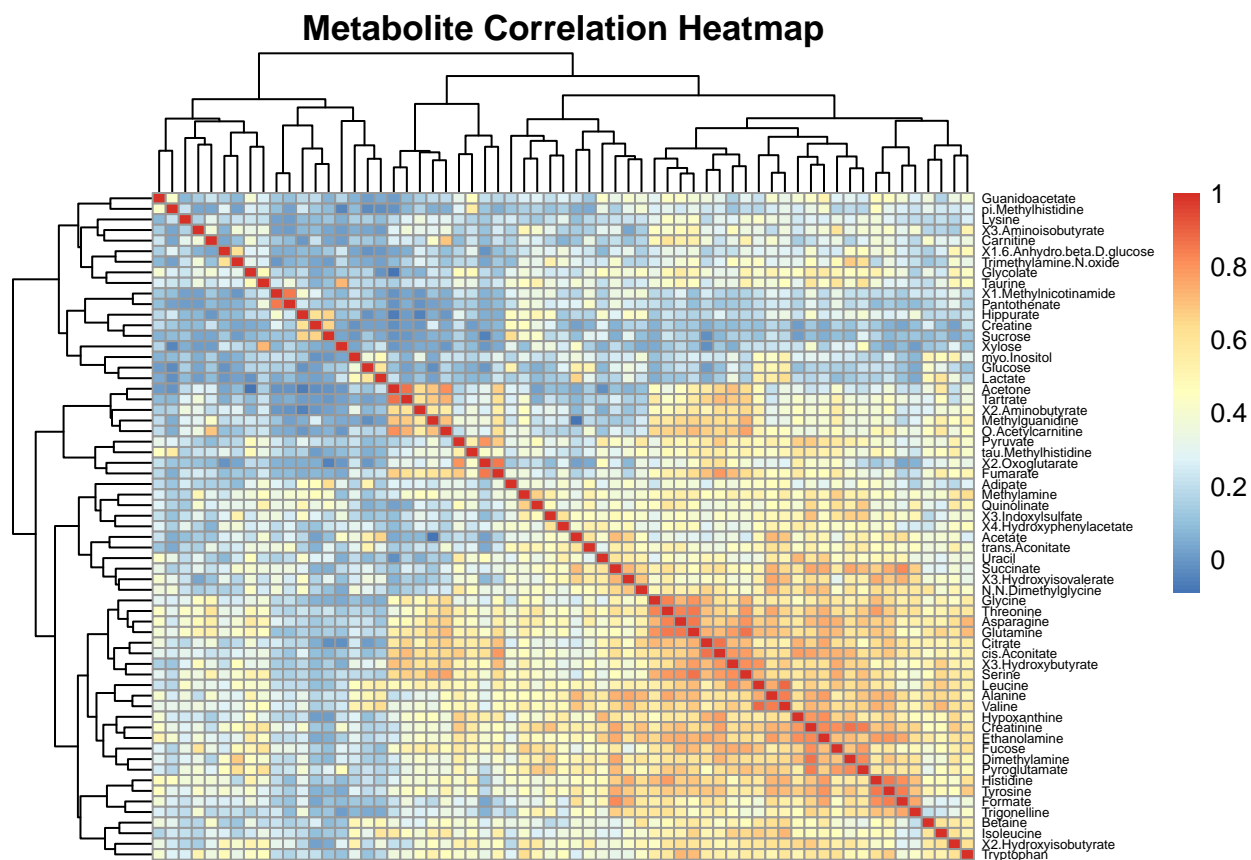 Metabolite Correlation Heatmap
Guanidoacetate
pi.Methylhistidine
Lysine
X3.Aminoisobutyrate
Carnitine
X1.6.Anhydro.beta.D.glucose
Trimethylamine.N.oxide
Glycolate
Taurine
X1.Methylnicotinamide
Pantothenate
Hippurate
Creatine
Sucrose
Xylose
myo.Inositol
Glucose
Lactate
Acetone
Tartrate
X2.Aminobutyrate
Methylguanidine
O.Acetylcarnitine
Pyruvate
tau.Methylhistidine
X2.Oxoglutarate
Fumarate
Adipate
Methylamine
Quinolinate
X3.Indoxylsulfate
X4.Hydroxyphenylacetate
Acetate
trans.Aconitate
Uracil
Succinate
X3.Hydroxyisovalerate
N.N.Dimethylglycine
Glycine
Threonine
Asparagine
Glutamine
Citrate
cis.Aconitate
X3.Hydroxybutyrate
Serine
Leucine
Alanine
Valine
Hypoxanthine
Creatinine
Ethanolamine
Fucose
Dimethylamine
Pyroglutamate
Histidine
Tyrosine
Formate
Trigonelline
Betaine
Isoleucine
X2.Hydroxyisobutyrate
Tryptophan
1
0.8
0.6
0.4
0.2
0